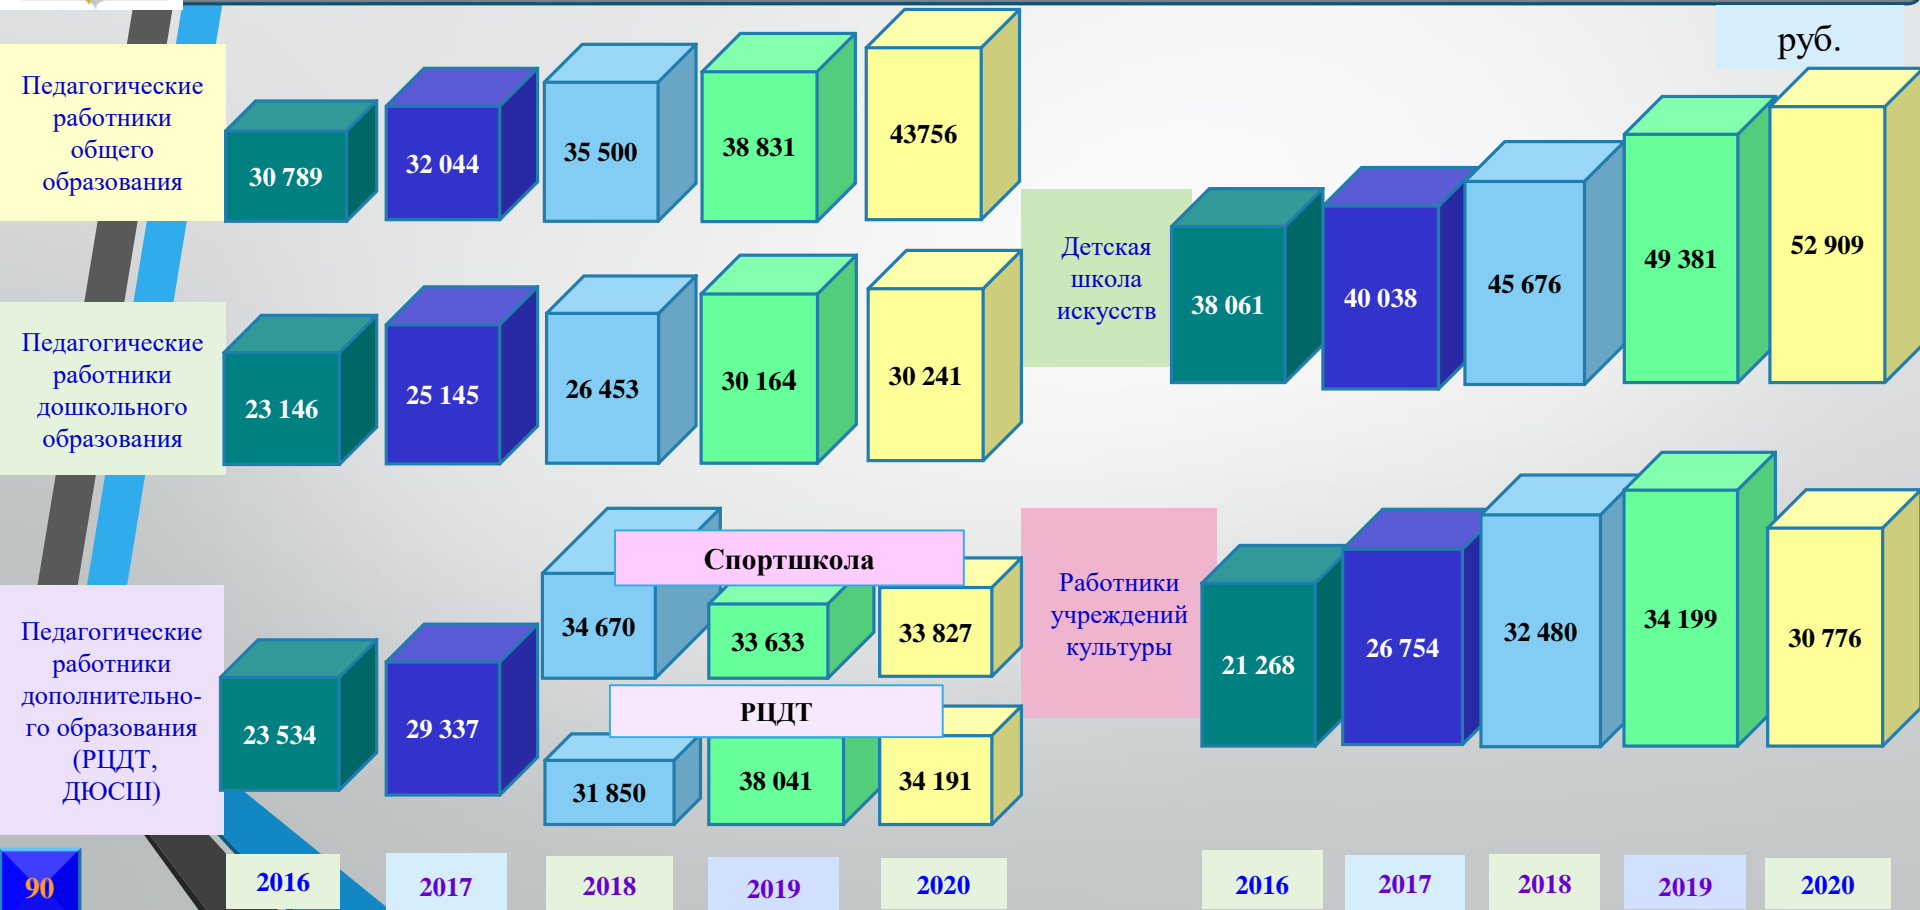 руб.
Педагогические
работники
общего
образования
30 789
32 044
35 500
38 831
43756
Педагогические
работники
дошкольного
образования
23 146
25 145
26 453
30 164
30 241
Педагогические
работники
дополнительно-
го образования
(РЦДТ,
ДЮСШ)
23 534
29 337
Спортшкола
34 670
33 633
33 827
РЦДТ
31 850
38 041
34 191
2016
2017
2018
2019
2020
Детская
школа
искусств
38 061
40 038
45 676
49 381
52 909
Работники
учреждений
культуры
21 268
26 754
32 480
34 199
30 776
2016
2017
2018
2019
2020
90